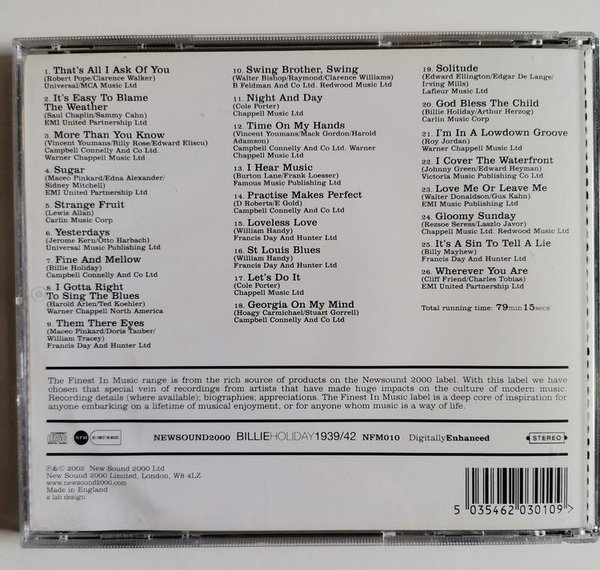 1. That's All I Ask Of You
(Robert Pope/Clarence Walker)
Universal/MCA Music Ltd
2. It's Easy To Blame
The Weather
(Saul Chaplin/Sammy Cahn)
EMI United Partnership Ltd
3. More Than You Know
(Vincent Youmans/Billy Rose/Edward Eliscu)
Campbell Connelly And Co Ltd.
Warner Chappell Music Ltd
4. Sugar
(Maceo Pinkard/Edna Alexander/
Sidney Mitchell)
EMI United Partnership Ltd
5. Strange Fruit
(Lewis Allan)
Carlin Music Corp
6. Yesterdays
(Jerome Kern/Otto Harbach)
Universal Music Publishing Ltd
7. Fine And Mellow
(Billie Holiday)
Campbell Connelly And Co Ltd
8. I Gotta Right
To Sing The Blues
(Harold Arlen/Ted Koehler)
Warner Chappell North America
9. Them There Eyes
(Maceo Pinkard/Doris Tauber/
William Tracey)
Francis Day And Hunter Ltd
10. Swing Brother, Swing
(Walter Bishop/Raymond/Clarence Williams)
B Feldman And Co Ltd. Redwood Music Ltd
11. Night And Day
(Cole Porter)
Chappell Music Ltd
12. Time On My Hands
(Vincent Youmans/Mack Gordon/Harold
Adamson)
Campbell Connelly And Co Ltd. Warner
Chappell Music Ltd
13. I Hear Music
(Burton Lane/Frank Loesser)
Famous Music Publishing Ltd
14. Practise Makes Perfect
(D Roberts/E Gold)
Campbell Connelly And Co Ltd
15. Loveless Love
(William Handy)
Francis Day And Hunter Ltd
16. St Louis Blues
(William Handy)
Francis Day And Hunter Ltd
17. Let's Do It
(Cole Porter)
Chappell Music Ltd
18. Georgia On My Mind
(Hoagy Carmichael/Stuart Gorrell)
Campbell Connelly And Co Ltd
19. Solitude
(Edward Ellington/Edgar De Lange/
Irving Mills)
Lafleur Music Ltd
20. God Bless The Child
(Billie Holiday/Arthur Herzog)
Carlin Music Corp
21. I'm In A Lowdown Groove
(Roy Jordan)
Warner Chappell Music Ltd
22. I Cover The Waterfront
(Johnny Green/Edward Heyman)
Victoria Music Publishing Co Ltd
23. Love Me Or Leave Me
(Walter Donaldson/Gus Kahn)
EMI Music Publishing Ltd
24. Gloomy Sunday
(Rezsoe Seress/Laszlo Javor)
Chappell Music Ltd. Redwood Music Ltd
25. It's A Sin To Tell A Lie
(Billy Mayhew)
Francis Day And Hunter Ltd
26. Wherever You Are
(Cliff Friend/Charles Tobias)
EMI United Partnership Ltd
Total running time: 79min 15secs
The Finest In Music range is from the rich source of products on the Newsound 2000 label. With this label we have
chosen that special vein of recordings from artists that have made huge impacts on the culture of modern music.
Recording details (where available); biographies; appreciations. The Finest In Music label is a deep core of inspiration for
anyone embarking on a lifetime of musical enjoyment, or for anyone whom music is a way of life.
NFM NEWSOUND2000 BILLIEHOLIDAY1939/42 NFM010 DigitallyEnhanced STEREO
℗&© 2002 New Sound 2000 Ltd
New Sound 2000 Limited, London, W8 4LZ
www.newsound2000.com
Made in England
a lab design
5 035462 030109 >